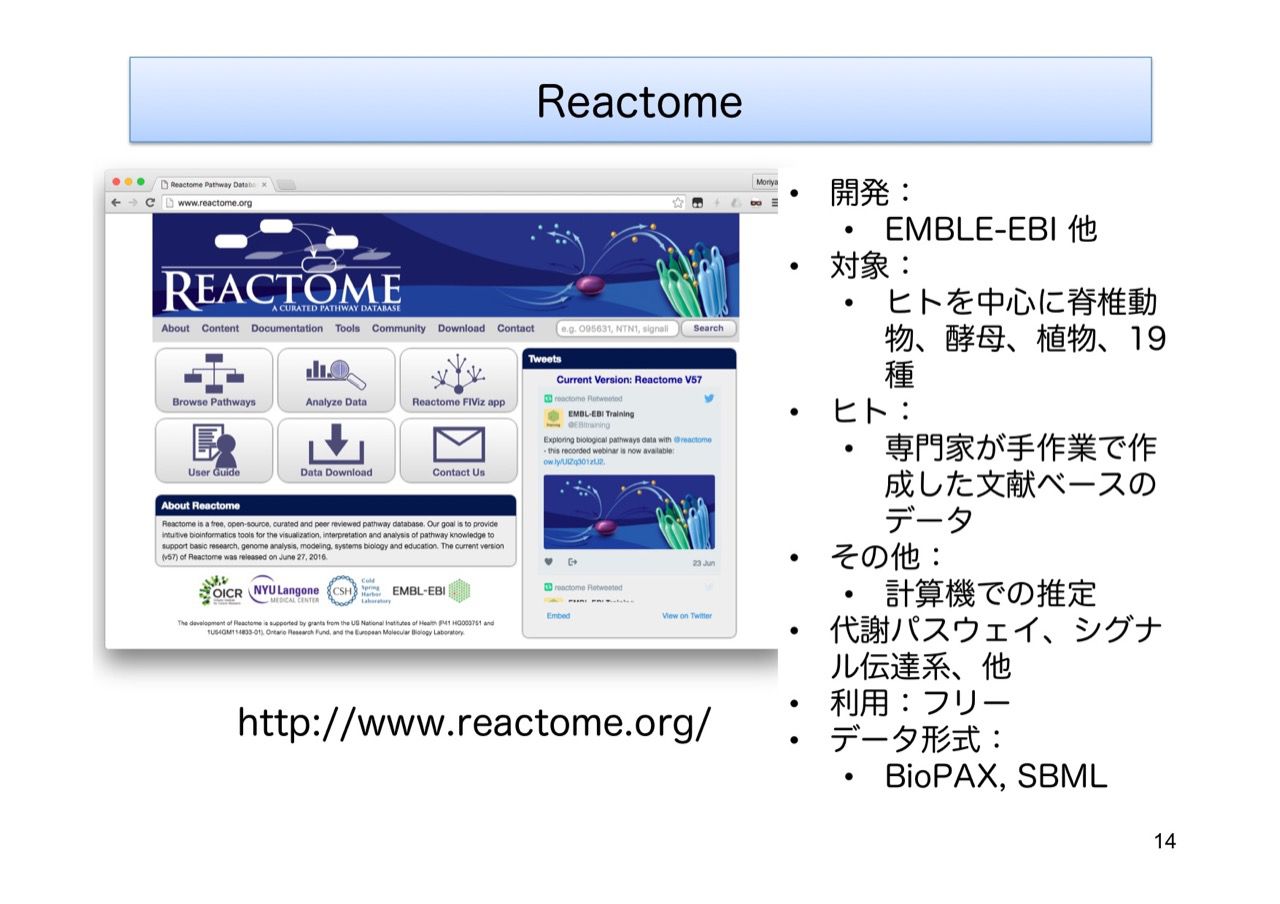 Reactome
Reactome Pathway Databa
Moriya
www.reactome.org
REACTOME
A CURATED PATHWAY DATABASE
About Content Documentation Tools Community Download Contact
e.g. O95631, NTN1, signali
Search
Browse Pathways
Analyze Data
Reactome FIViz app
User Guide
Data Download
Contact Us
About Reactome
Reactome is a free, open-source, curated and peer reviewed pathway database. Our goal is to provide
intuitive bioinformatics tools for the visualization, interpretation and analysis of pathway knowledge to
support basic research, genome analysis, modeling, systems biology and education. The current version
(v57) of Reactome was released on June 27, 2016.
Tweets
Current Version: Reactome V57
reactome Retweeted
EMBL-EBI Training
@EBItraining
Exploring biological pathways data with @reactome
- this recorded webinar is now available:
ow.ly/UlZq301ztJ2.
23 Jun
reactome Retweeted
EMBL-EBI Training
Embed
View on Twitter
OICR
NYU Langone
MEDICAL CENTER
CSH
Cold
Spring
Harbor
Laboratory
EMBL-EBI
The development of Reactome is supported by grants from the US National Institutes of Health (P41 HG003751 and
1U54GM114833-01), Ontario Research Fund, and the European Molecular Biology Laboratory.
http://www.reactome.org/
• 開発：
• EMBLE-EBI 他
• 対象：
• ヒトを中心に脊椎動
物、酵母、植物、19
種
• ヒト：
• 専門家が手作業で作
成した文献ベースの
データ
• その他：
• 計算機での推定
• 代謝パスウェイ、シグナ
ル伝達系、他
• 利用：フリー
• データ形式：
• BioPAX, SBML
14